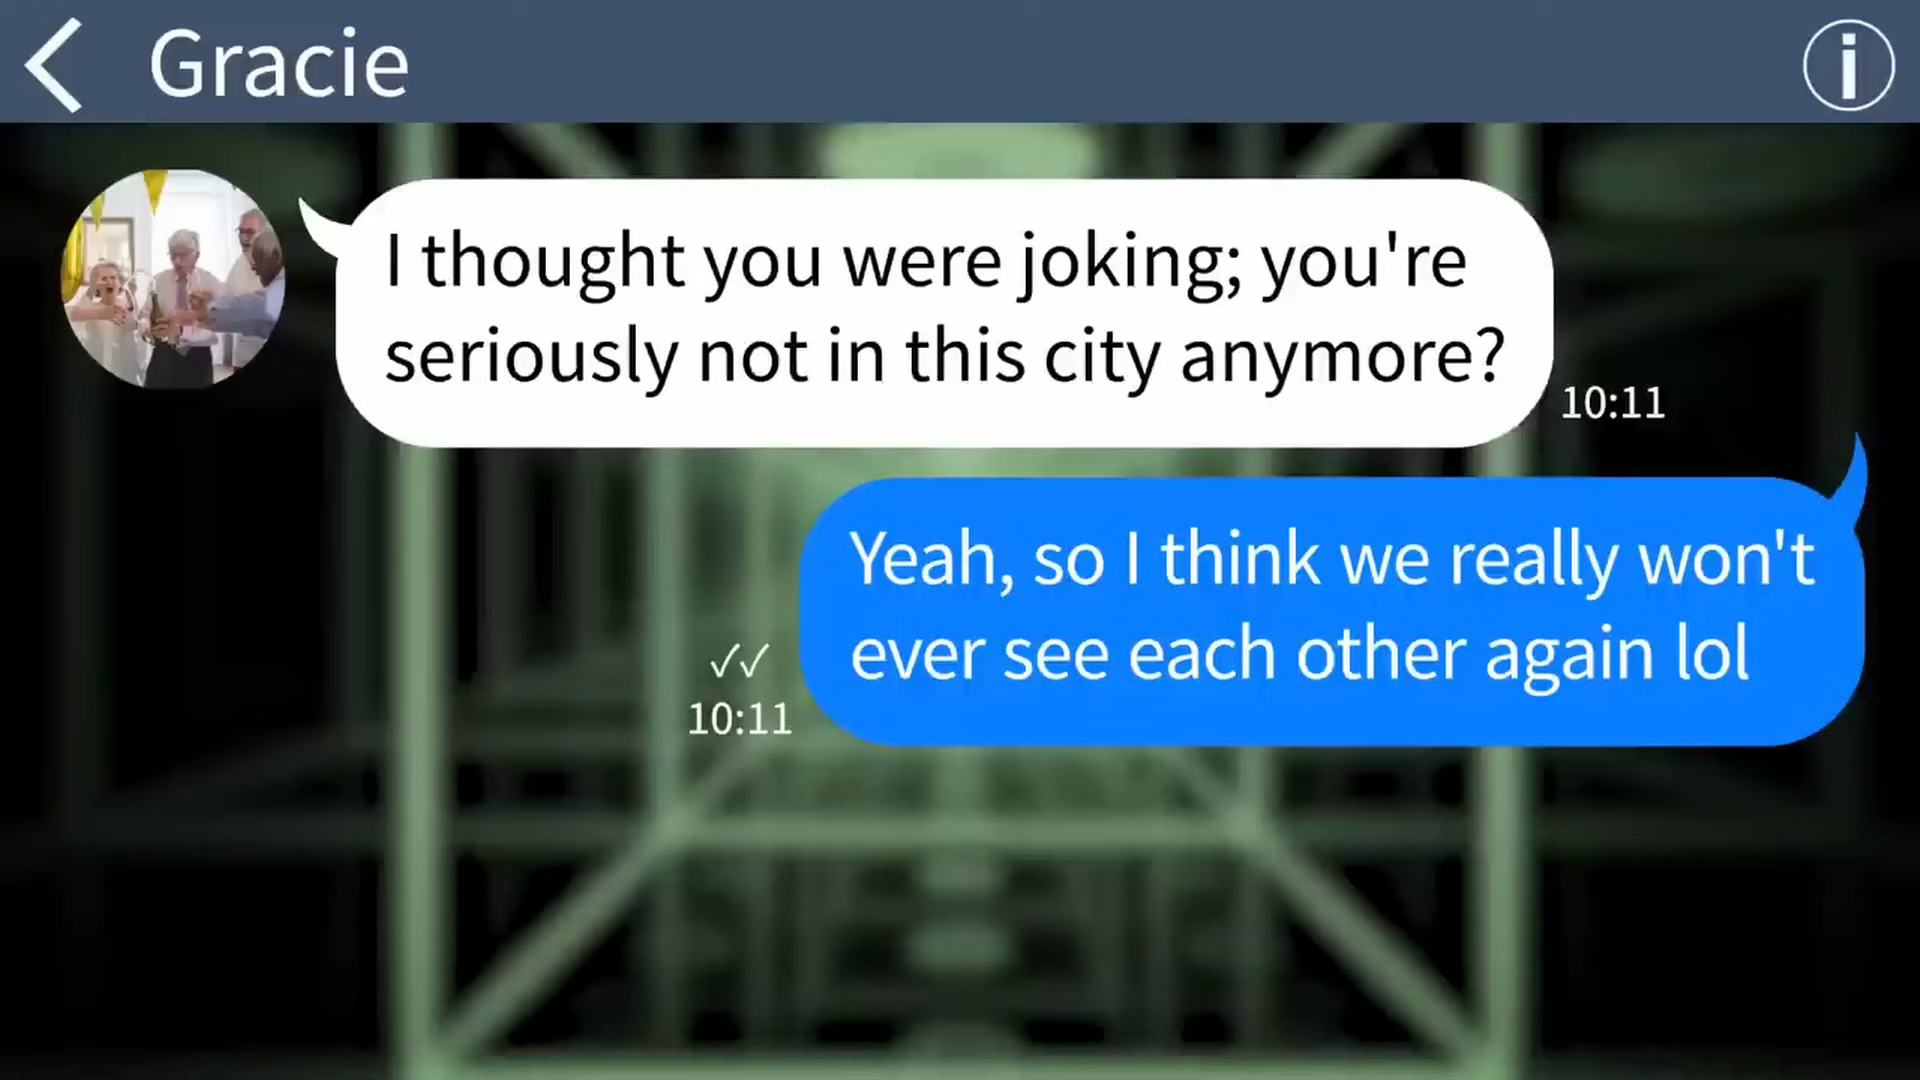 Gracie
I thought you were joking; you're
seriously not in this city anymore?
10:11
Yeah, so I think we really won't
ever see each other again lol
10:11